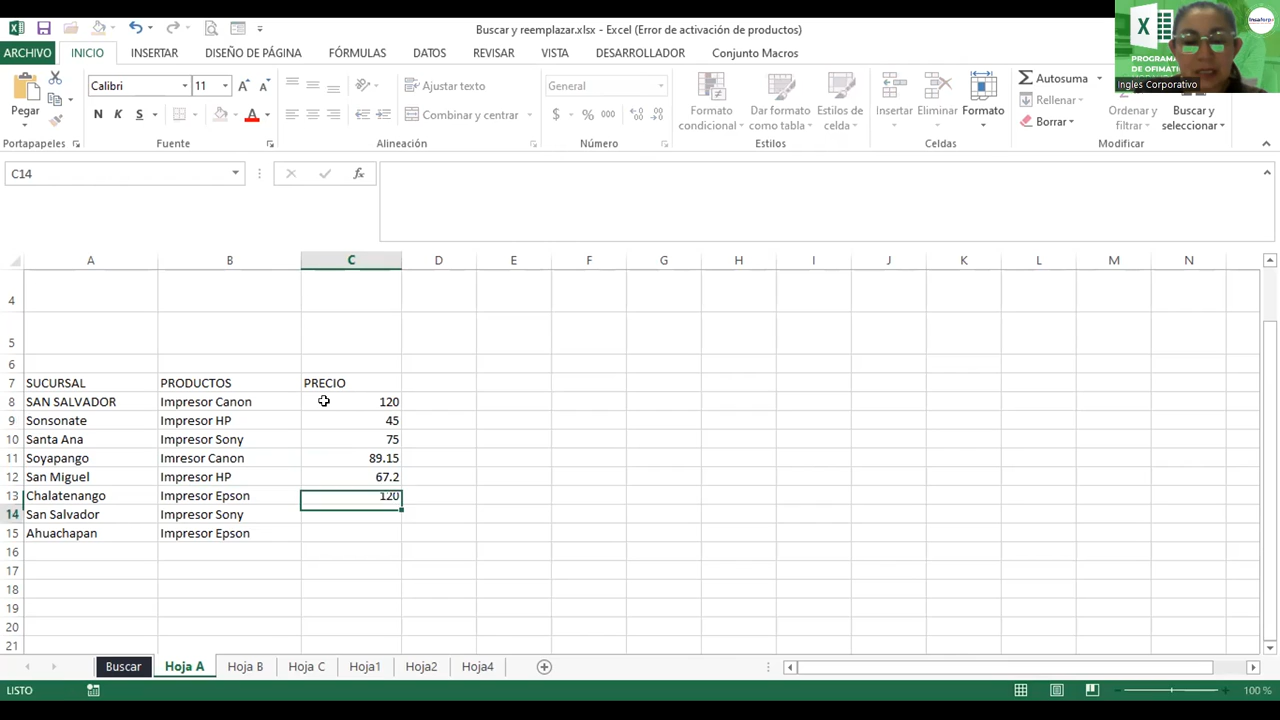 Buscar y reemplazar.xlsx - Excel (Error de activación de productos)
ARCHIVO INICIO INSERTAR DISEÑO DE PÁGINA FÓRMULAS DATOS REVISAR VISTA DESARROLLADOR Conjunto Macros
PROGRAMA
DE OFIMÁTI
Ingles Corporativo
Insaforp
Pegar
Calibri 11
N K S
Ajustar texto
Combinar y centrar
General
$ % 000
Formato condicional
Dar formato como tabla
Estilos de celda
Insertar Eliminar Formato
Autosuma
Rellenar
Borrar
Ordenar y filtrar
Buscar y seleccionar
Portapapeles Fuente Alineación Número Estilos Celdas Modificar
C14 fx
A B C D E F G H I J K L M N
4
5
6
7 SUCURSAL PRODUCTOS PRECIO
8 SAN SALVADOR Impresor Canon 120
9 Sonsonate Impresor HP 45
10 Santa Ana Impresor Sony 75
11 Soyapango Imresor Canon 89.15
12 San Miguel Impresor HP 67.2
13 Chalatenango Impresor Epson 120
14 San Salvador Impresor Sony
15 Ahuachapan Impresor Epson
16
17
18
19
20
21
Buscar Hoja A Hoja B Hoja C Hoja1 Hoja2 Hoja4
LISTO 100 %